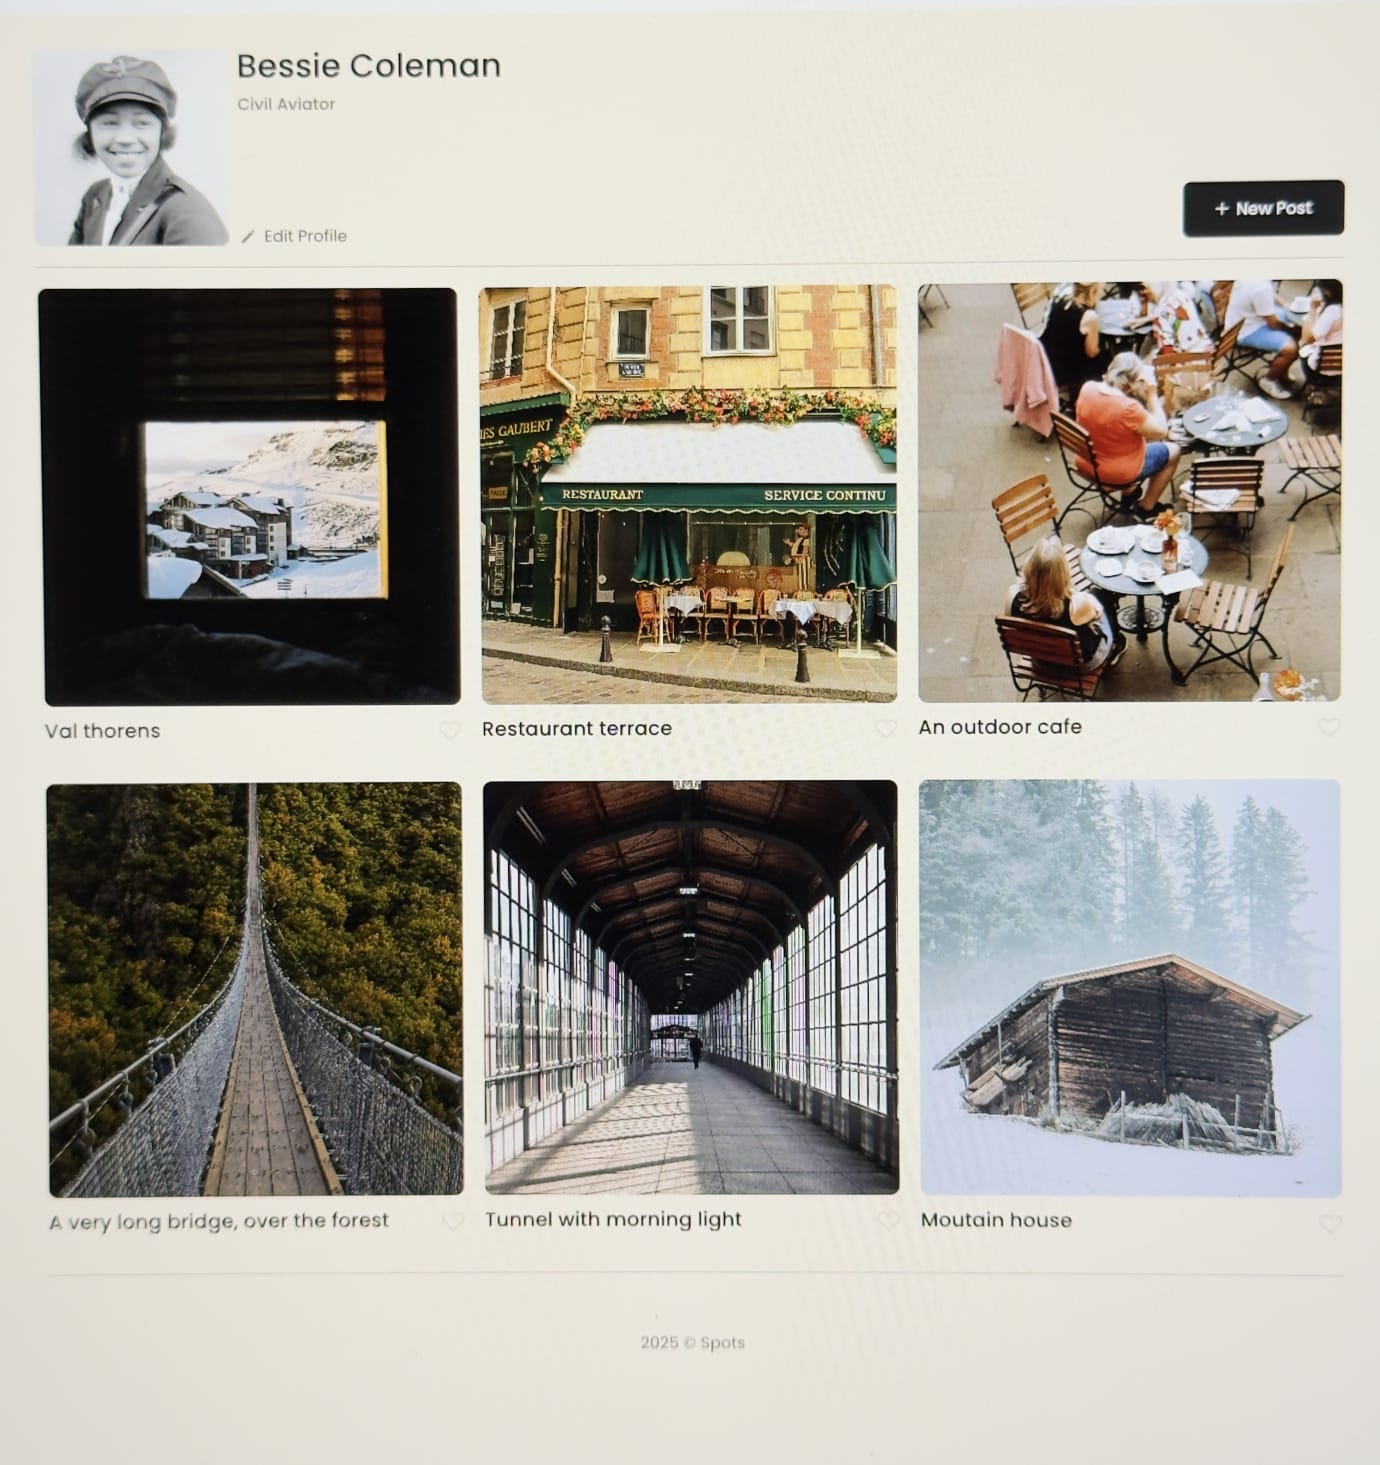 Bessie Coleman
Civil Aviator
Edit Profile
+ New Post
IES GAUBERT
RESTAURANT
SERVICE CONTINU
Val thorens
Restaurant terrace
An outdoor cafe
A very long bridge, over the forest
Tunnel with morning light
Moutain house
2025 © Spots